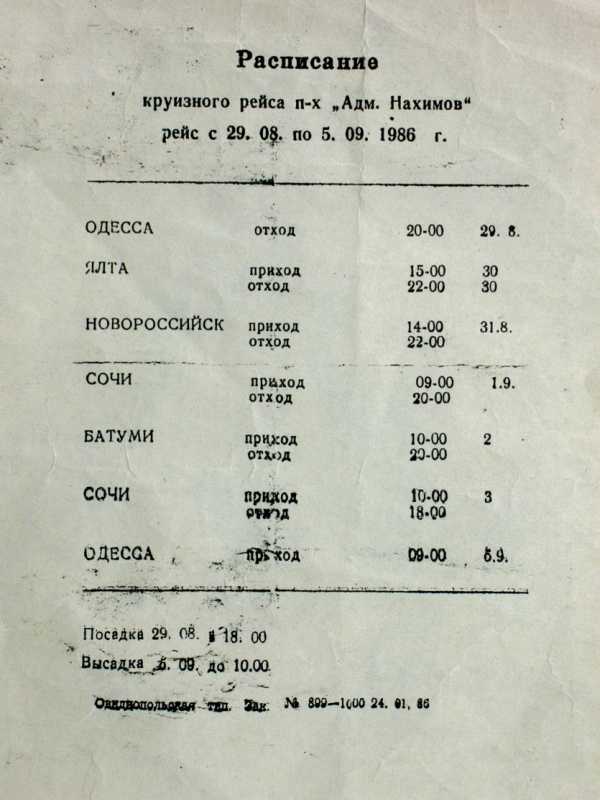 Расписание
круизного рейса п-х „Адм. Нахимов“
рейс с 29. 08. по 5. 09. 1986 г.
ОДЕССА отход 20-00 29. 8.
ЯЛТА приход 15-00 30
отход 22-00 30
НОВОРОССИЙСК приход 14-00 31.8.
отход 22-00
СОЧИ приход 09-00 1.9.
отход 20-00
БАТУМИ приход 10-00 2
отход 20-00
СОЧИ приход 10-00 3
отход 18-00
ОДЕССА приход 09-00 5.9.
Посадка 29. 08. в 18. 00
Высадка 5. 09. до 10.00.
Овидиопольская тип. Зак. № 899—1000 24. 01. 86